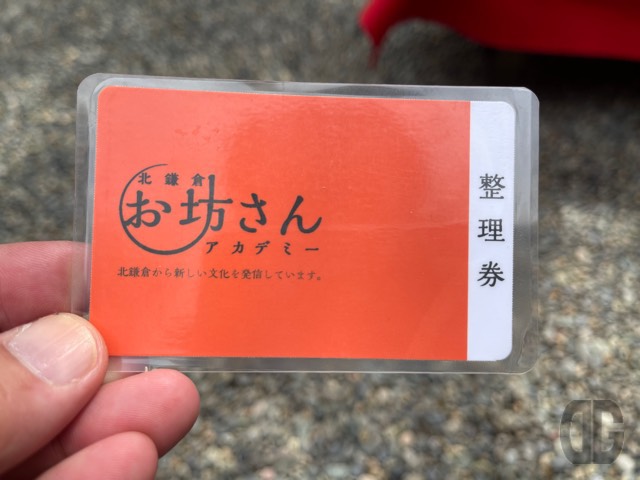 北鎌倉
お坊さん
アカデミー
北鎌倉から新しい文化を発信しています。
整理券